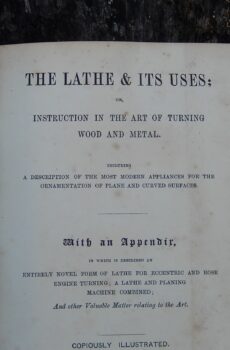 THE LATHE & ITS USES;
OR,
INSTRUCTION IN THE ART OF TURNING
WOOD AND METAL.
INCLUDING
A DESCRIPTION OF THE MOST MODERN APPLIANCES FOR THE
ORNAMENTATION OF PLANE AND CURVED SURFACES.
With an Appendix,
IN WHICH IS DESCRIBED AN
ENTIRELY NOVEL FORM OF LATHE FOR ECCENTRIC AND ROSE
ENGINE TURNING; A LATHE AND PLANING
MACHINE COMBINED;
And other Valuable Matter relating to the Art.
COPIOUSLY ILLUSTRATED.